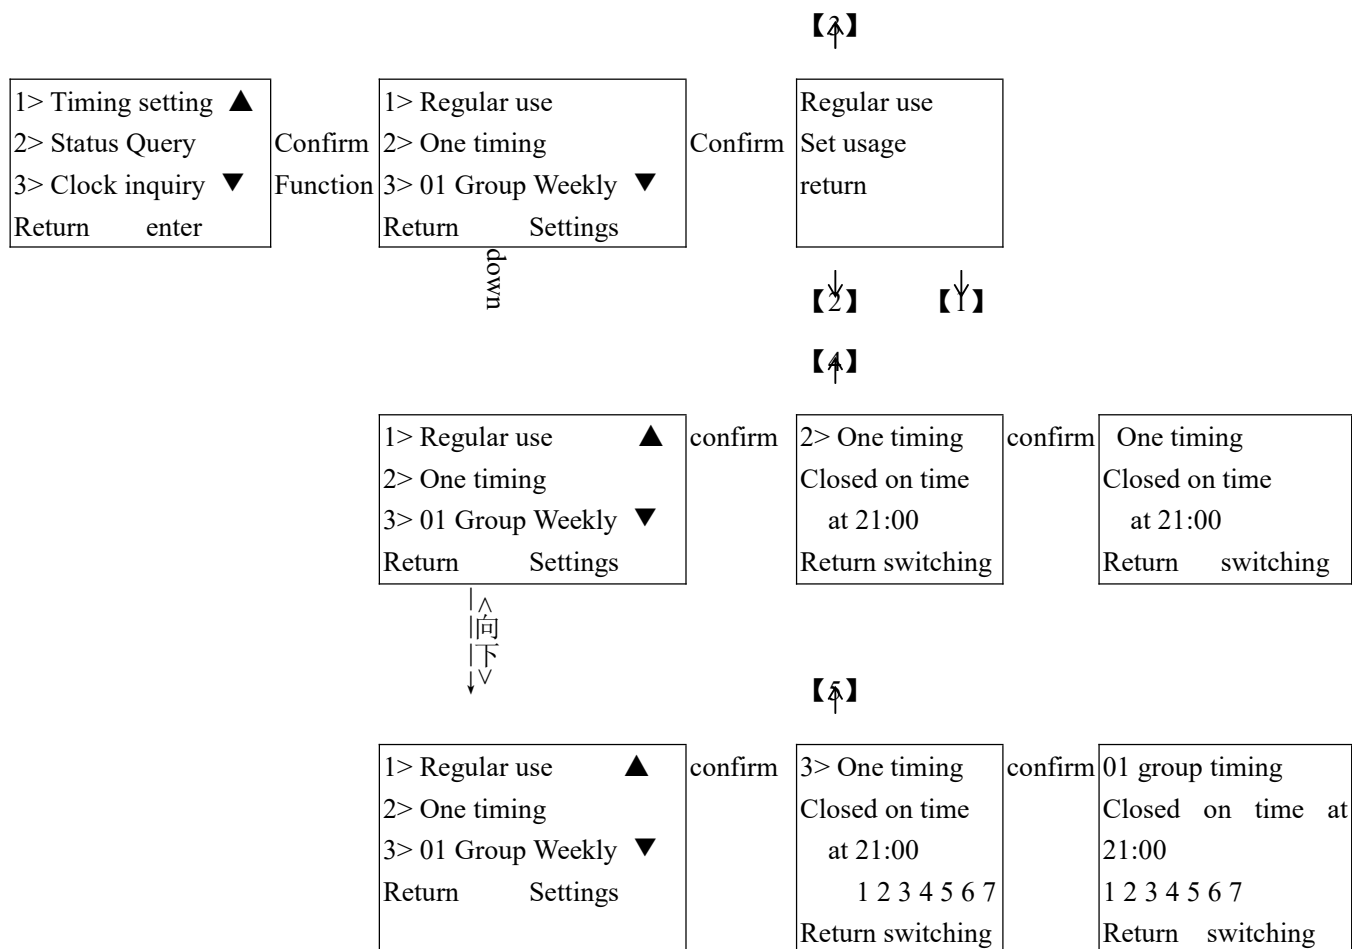 【3】
1> Timing setting ▲
2> Status Query
3> Clock inquiry ▼
Return enter
Confirm
Function
1> Regular use
2> One timing
3> 01 Group Weekly ▼
Return Settings
Confirm
Regular use
Set usage
return
down
【2】 【1】
【4】
1> Regular use ▲
2> One timing
3> 01 Group Weekly ▼
Return Settings
confirm
2> One timing
Closed on time
at 21:00
Return switching
confirm
One timing
Closed on time
at 21:00
Return switching
<向下>
【5】
1> Regular use ▲
2> One timing
3> 01 Group Weekly ▼
Return Settings
confirm
3> One timing
Closed on time
at 21:00
1 2 3 4 5 6 7
Return switching
confirm
01 group timing
Closed on time at
21:00
1 2 3 4 5 6 7
Return switching